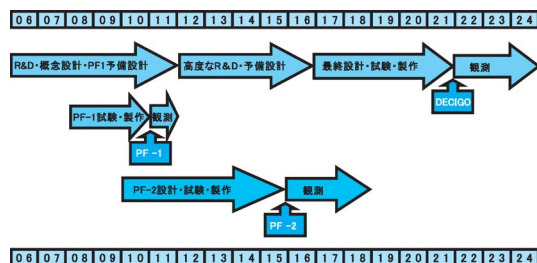 06 07 08 09 10 11 12 13 14 15 16 17 18 19 20 21 22 23 24
R&D・概念設計・PF1予備設計 高度なR&D・予備設計 最終設計・試験・製作 観測
DECIGO
PF-1試験・製作 観測
PF-1
PF-2設計・試験・製作 観測
PF-2
06 07 08 09 10 11 12 13 14 15 16 17 18 19 20 21 22 23 24